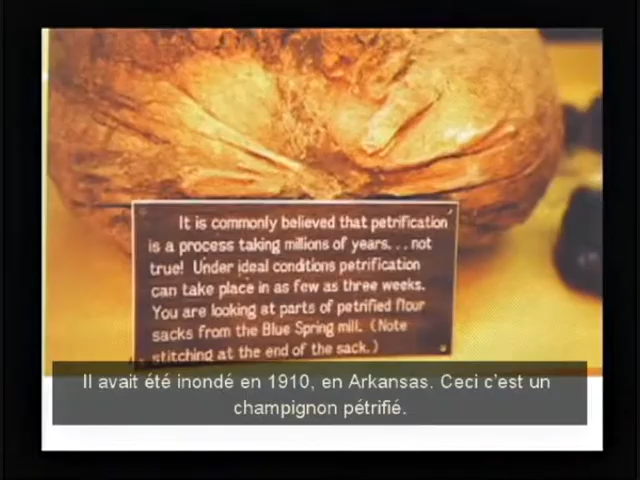 It is commonly believed that petrification
is a process taking millions of years...not
true! Under ideal conditions petrification
can take place in as few as three weeks.
You are looking at parts of petrified flour
sacks from the Blue Spring mill. (Note
stitching at the end of the sack.)
Il avait été inondé en 1910, en Arkansas. Ceci c'est un
champignon pétrifié.